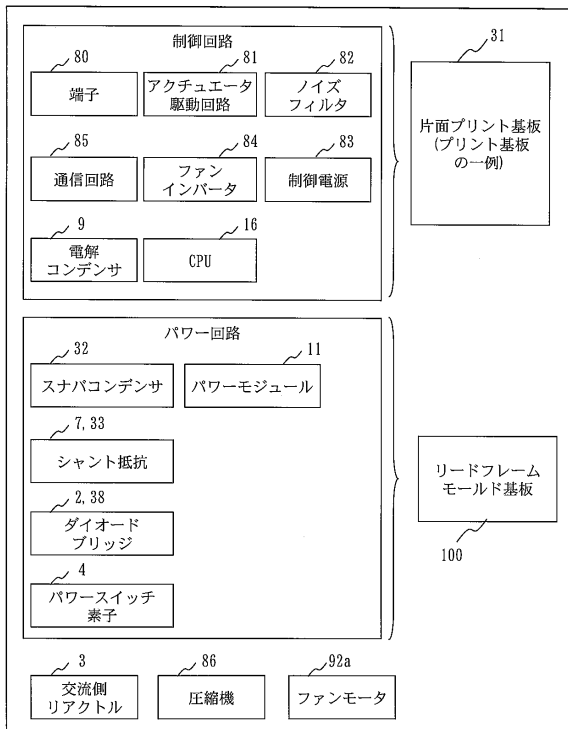 制御回路
80
端子
81
アクチュエータ
駆動回路
82
ノイズ
フィルタ
85
通信回路
84
ファン
インバータ
83
制御電源
9
電解
コンデンサ
16
CPU
31
片面プリント基板
(プリント基板
の一例)
パワー回路
32
スナバコンデンサ
11
パワーモジュール
7, 33
シャント抵抗
2, 38
ダイオード
ブリッジ
4
パワースイッチ
素子
リードフレーム
モールド基板
100
3
交流側
リアクトル
86
圧縮機
92a
ファンモータ